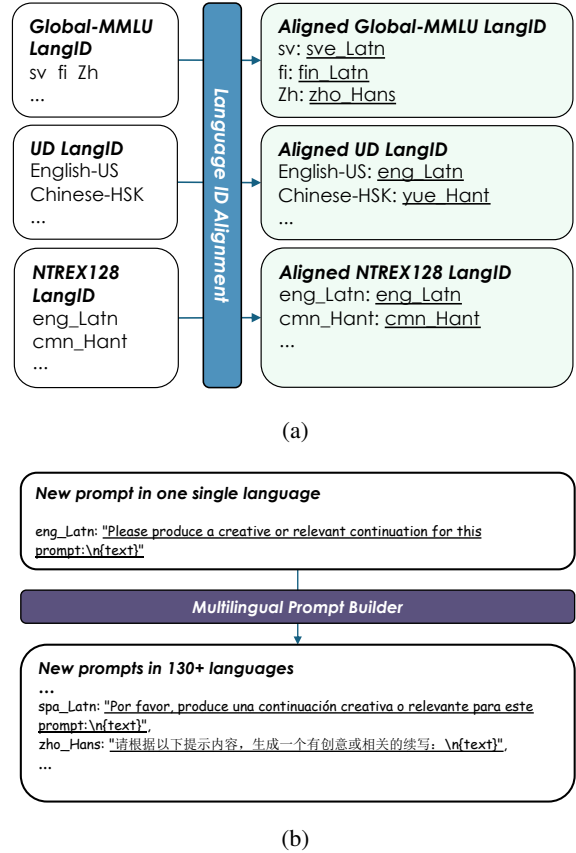 Global-MMLU
LangID
sv fi Zh
...
Aligned Global-MMLU LangID
sv: sve_Latn
fi: fin_Latn
Zh: zho_Hans
...
UD LangID
English-US
Chinese-HSK
...
Aligned UD LangID
English-US: eng_Latn
Chinese-HSK: yue_Hant
...
NTREX128
LangID
eng_Latn
cmn_Hant
...
Aligned NTREX128 LangID
eng_Latn: eng_Latn
cmn_Hant: cmn_Hant
...
Language ID Alignment
(a)
New prompt in one single language
eng_Latn: "Please produce a creative or relevant continuation for this
prompt:\n{text}"
Multilingual Prompt Builder
New prompts in 130+ languages
...
spa_Latn: "Por favor, produce una continuación creativa o relevante para este
prompt:\n{text}",
zho_Hans: "请根据以下提示内容，生成一个有创意或相关的续写：\n{text}",
...
(b)